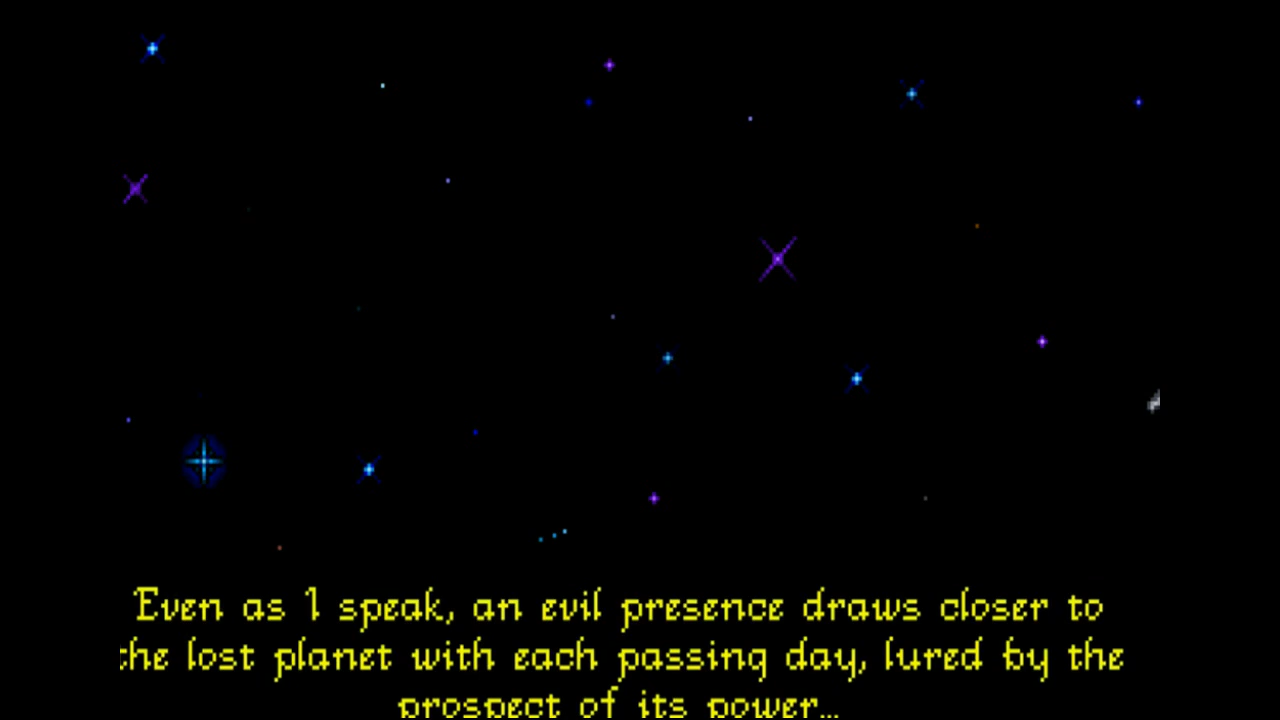 Even as I speak, an evil presence draws closer to
the lost planet with each passing day, lured by the
prospect of its power...